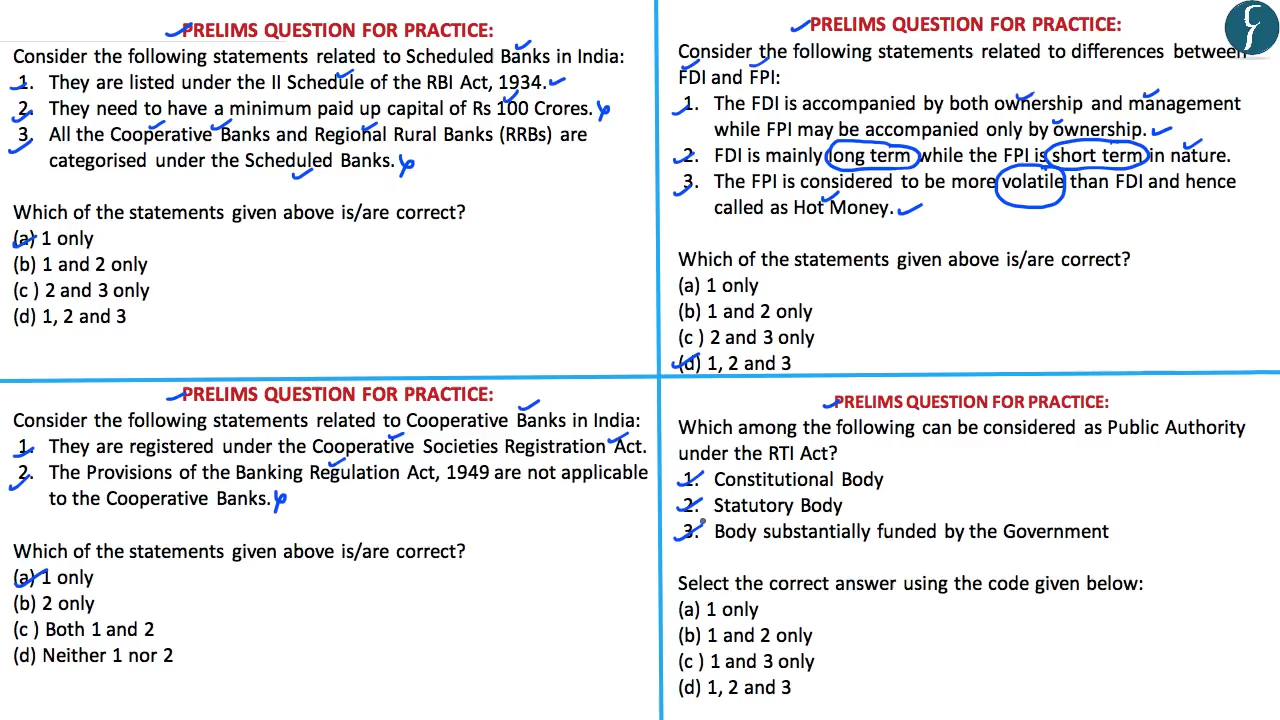 PRELIMS QUESTION FOR PRACTICE:
Consider the following statements related to Scheduled Banks in India:
1. They are listed under the II Schedule of the RBI Act, 1934.
2. They need to have a minimum paid up capital of Rs 100 Crores.
3. All the Cooperative Banks and Regional Rural Banks (RRBs) are
categorised under the Scheduled Banks.
Which of the statements given above is/are correct?
(a) 1 only
(b) 1 and 2 only
(c ) 2 and 3 only
(d) 1, 2 and 3
PRELIMS QUESTION FOR PRACTICE:
Consider the following statements related to differences between
FDI and FPI:
1. The FDI is accompanied by both ownership and management
while FPI may be accompanied only by ownership.
2. FDI is mainly long term while the FPI is short term in nature.
3. The FPI is considered to be more volatile than FDI and hence
called as Hot Money.
Which of the statements given above is/are correct?
(a) 1 only
(b) 1 and 2 only
(c ) 2 and 3 only
(d) 1, 2 and 3
PRELIMS QUESTION FOR PRACTICE:
Consider the following statements related to Cooperative Banks in India:
1. They are registered under the Cooperative Societies Registration Act.
2. The Provisions of the Banking Regulation Act, 1949 are not applicable
to the Cooperative Banks.
Which of the statements given above is/are correct?
(a) 1 only
(b) 2 only
(c ) Both 1 and 2
(d) Neither 1 nor 2
PRELIMS QUESTION FOR PRACTICE:
Which among the following can be considered as Public Authority
under the RTI Act?
1. Constitutional Body
2. Statutory Body
3. Body substantially funded by the Government
Select the correct answer using the code given below:
(a) 1 only
(b) 1 and 2 only
(c ) 1 and 3 only
(d) 1, 2 and 3